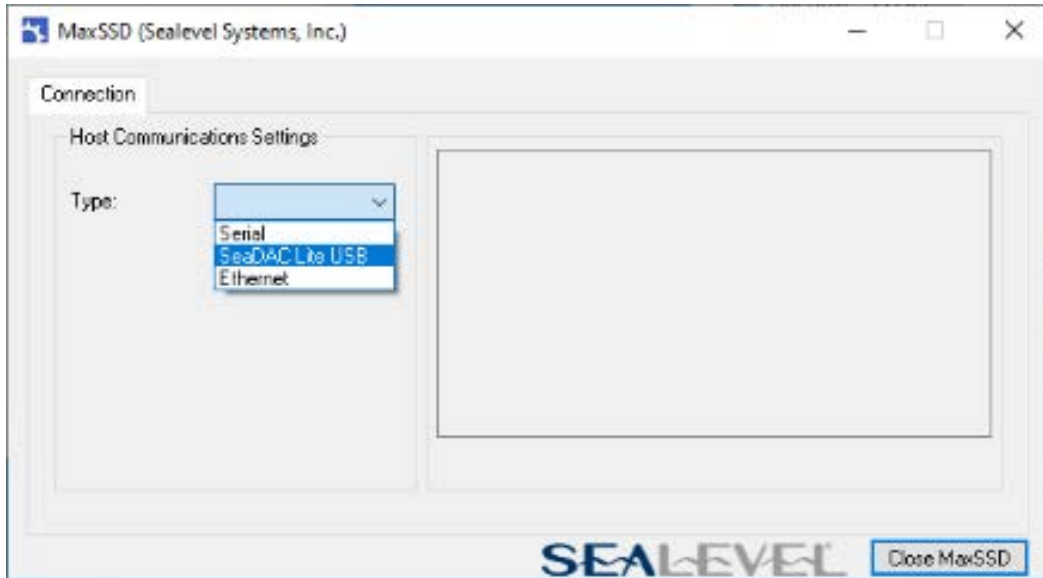 MaxSSD (Sealevel Systems, Inc.)
Connection
Host Communications Settings
Type:
Serial
SeaDAC Lite USB
Ethernet
SEALEVEL
Close MaxSSD